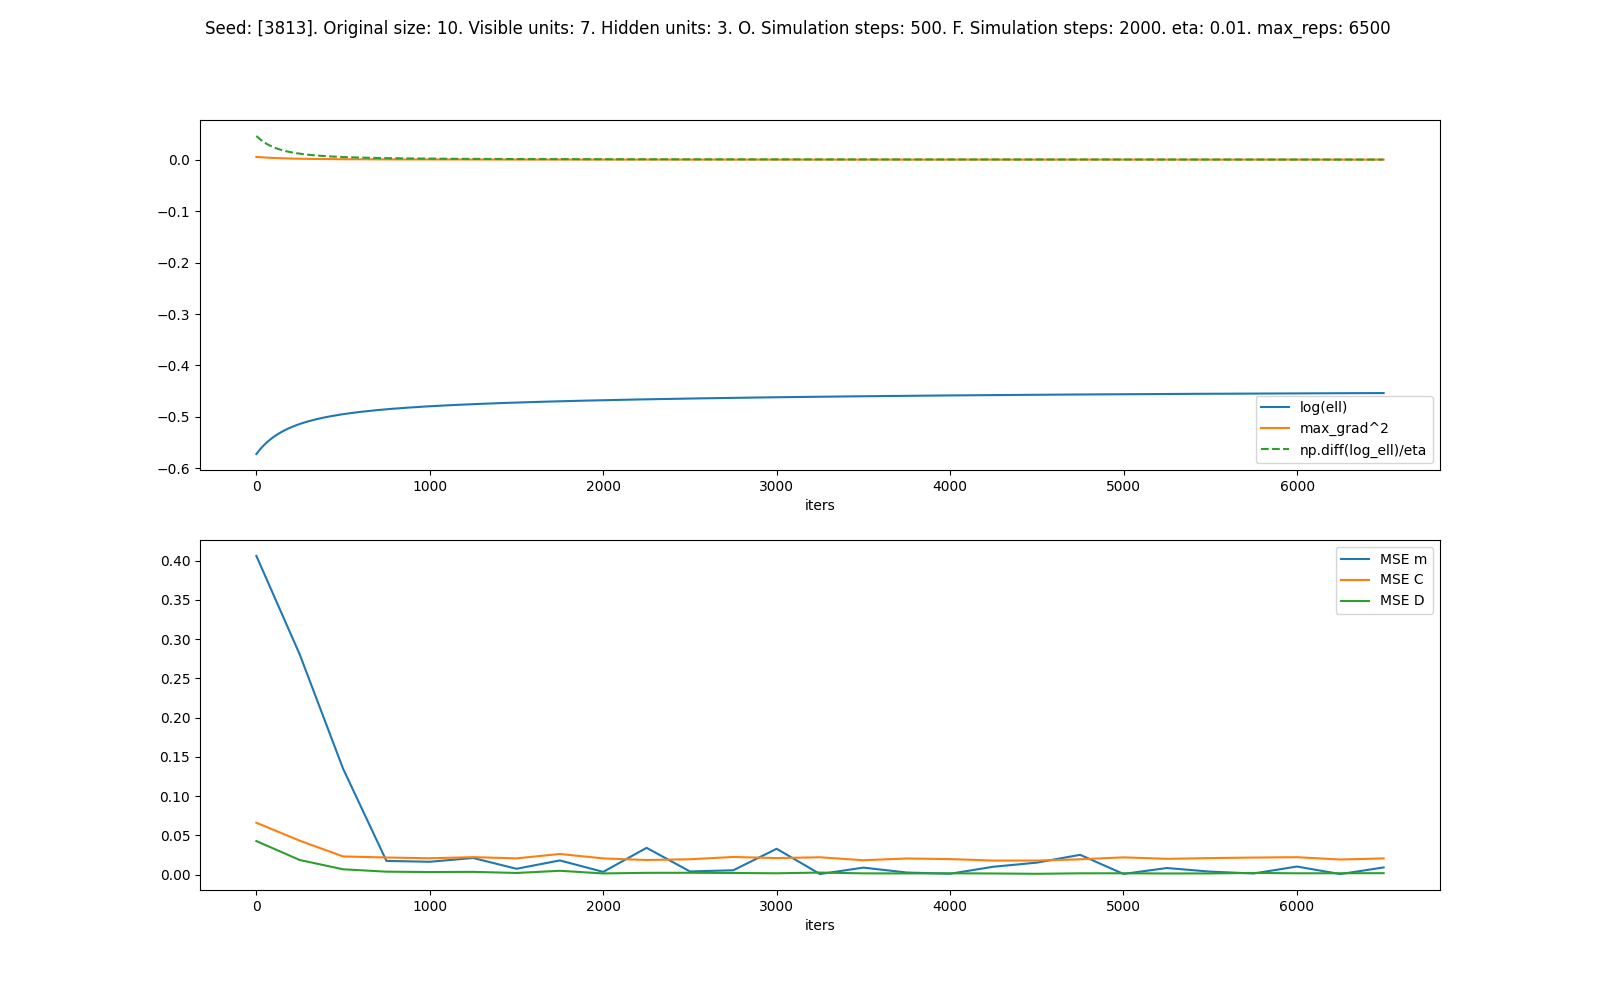 Seed: [3813]. Original size: 10. Visible units: 7. Hidden units: 3. O. Simulation steps: 500. F. Simulation steps: 2000. eta: 0.01. max_reps: 6500
0.0
−0.1
−0.2
−0.3
−0.4
−0.5
−0.6
log(ell)
max_grad^2
np.diff(log_ell)/eta
0 1000 2000 3000 4000 5000 6000
iters
0.40
0.35
0.30
0.25
0.20
0.15
0.10
0.05
0.00
MSE m
MSE C
MSE D
0 1000 2000 3000 4000 5000 6000
iters